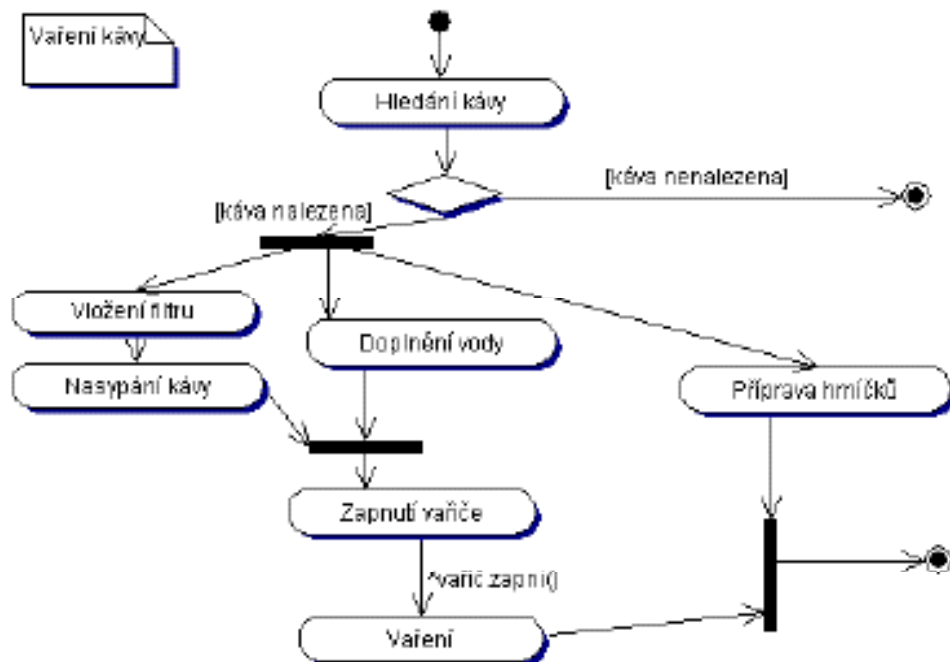 Vaření kávy
Hledání kávy
[káva nenalezena]
[káva nalezena]
Vložení filtru
Doplnění vody
Nasypání kávy
Příprava hrníčků
Zapnutí vařiče
^vařič.zapni()
Vaření